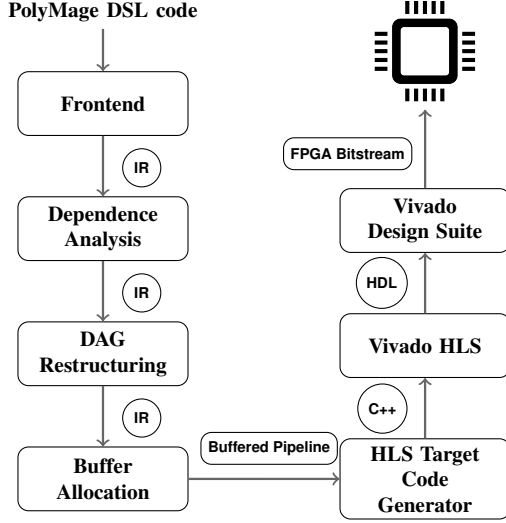 PolyMage DSL code
Frontend
IR
Dependence
Analysis
IR
DAG
Restructuring
IR
Buffer
Allocation
Buffered Pipeline
HLS Target
Code
Generator
C++
Vivado HLS
HDL
Vivado
Design Suite
FPGA Bitstream